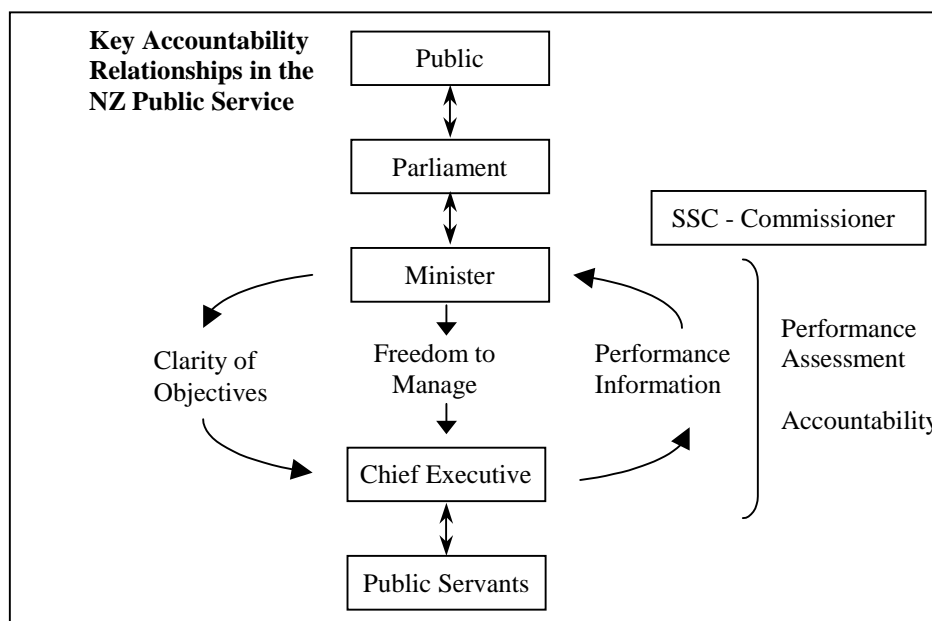 Key Accountability
Relationships in the
NZ Public Service
Public
Parliament
SSC - Commissioner
Minister
Clarity of
Objectives
Freedom to
Manage
Performance
Information
Performance
Assessment
Accountability
Chief Executive
Public Servants